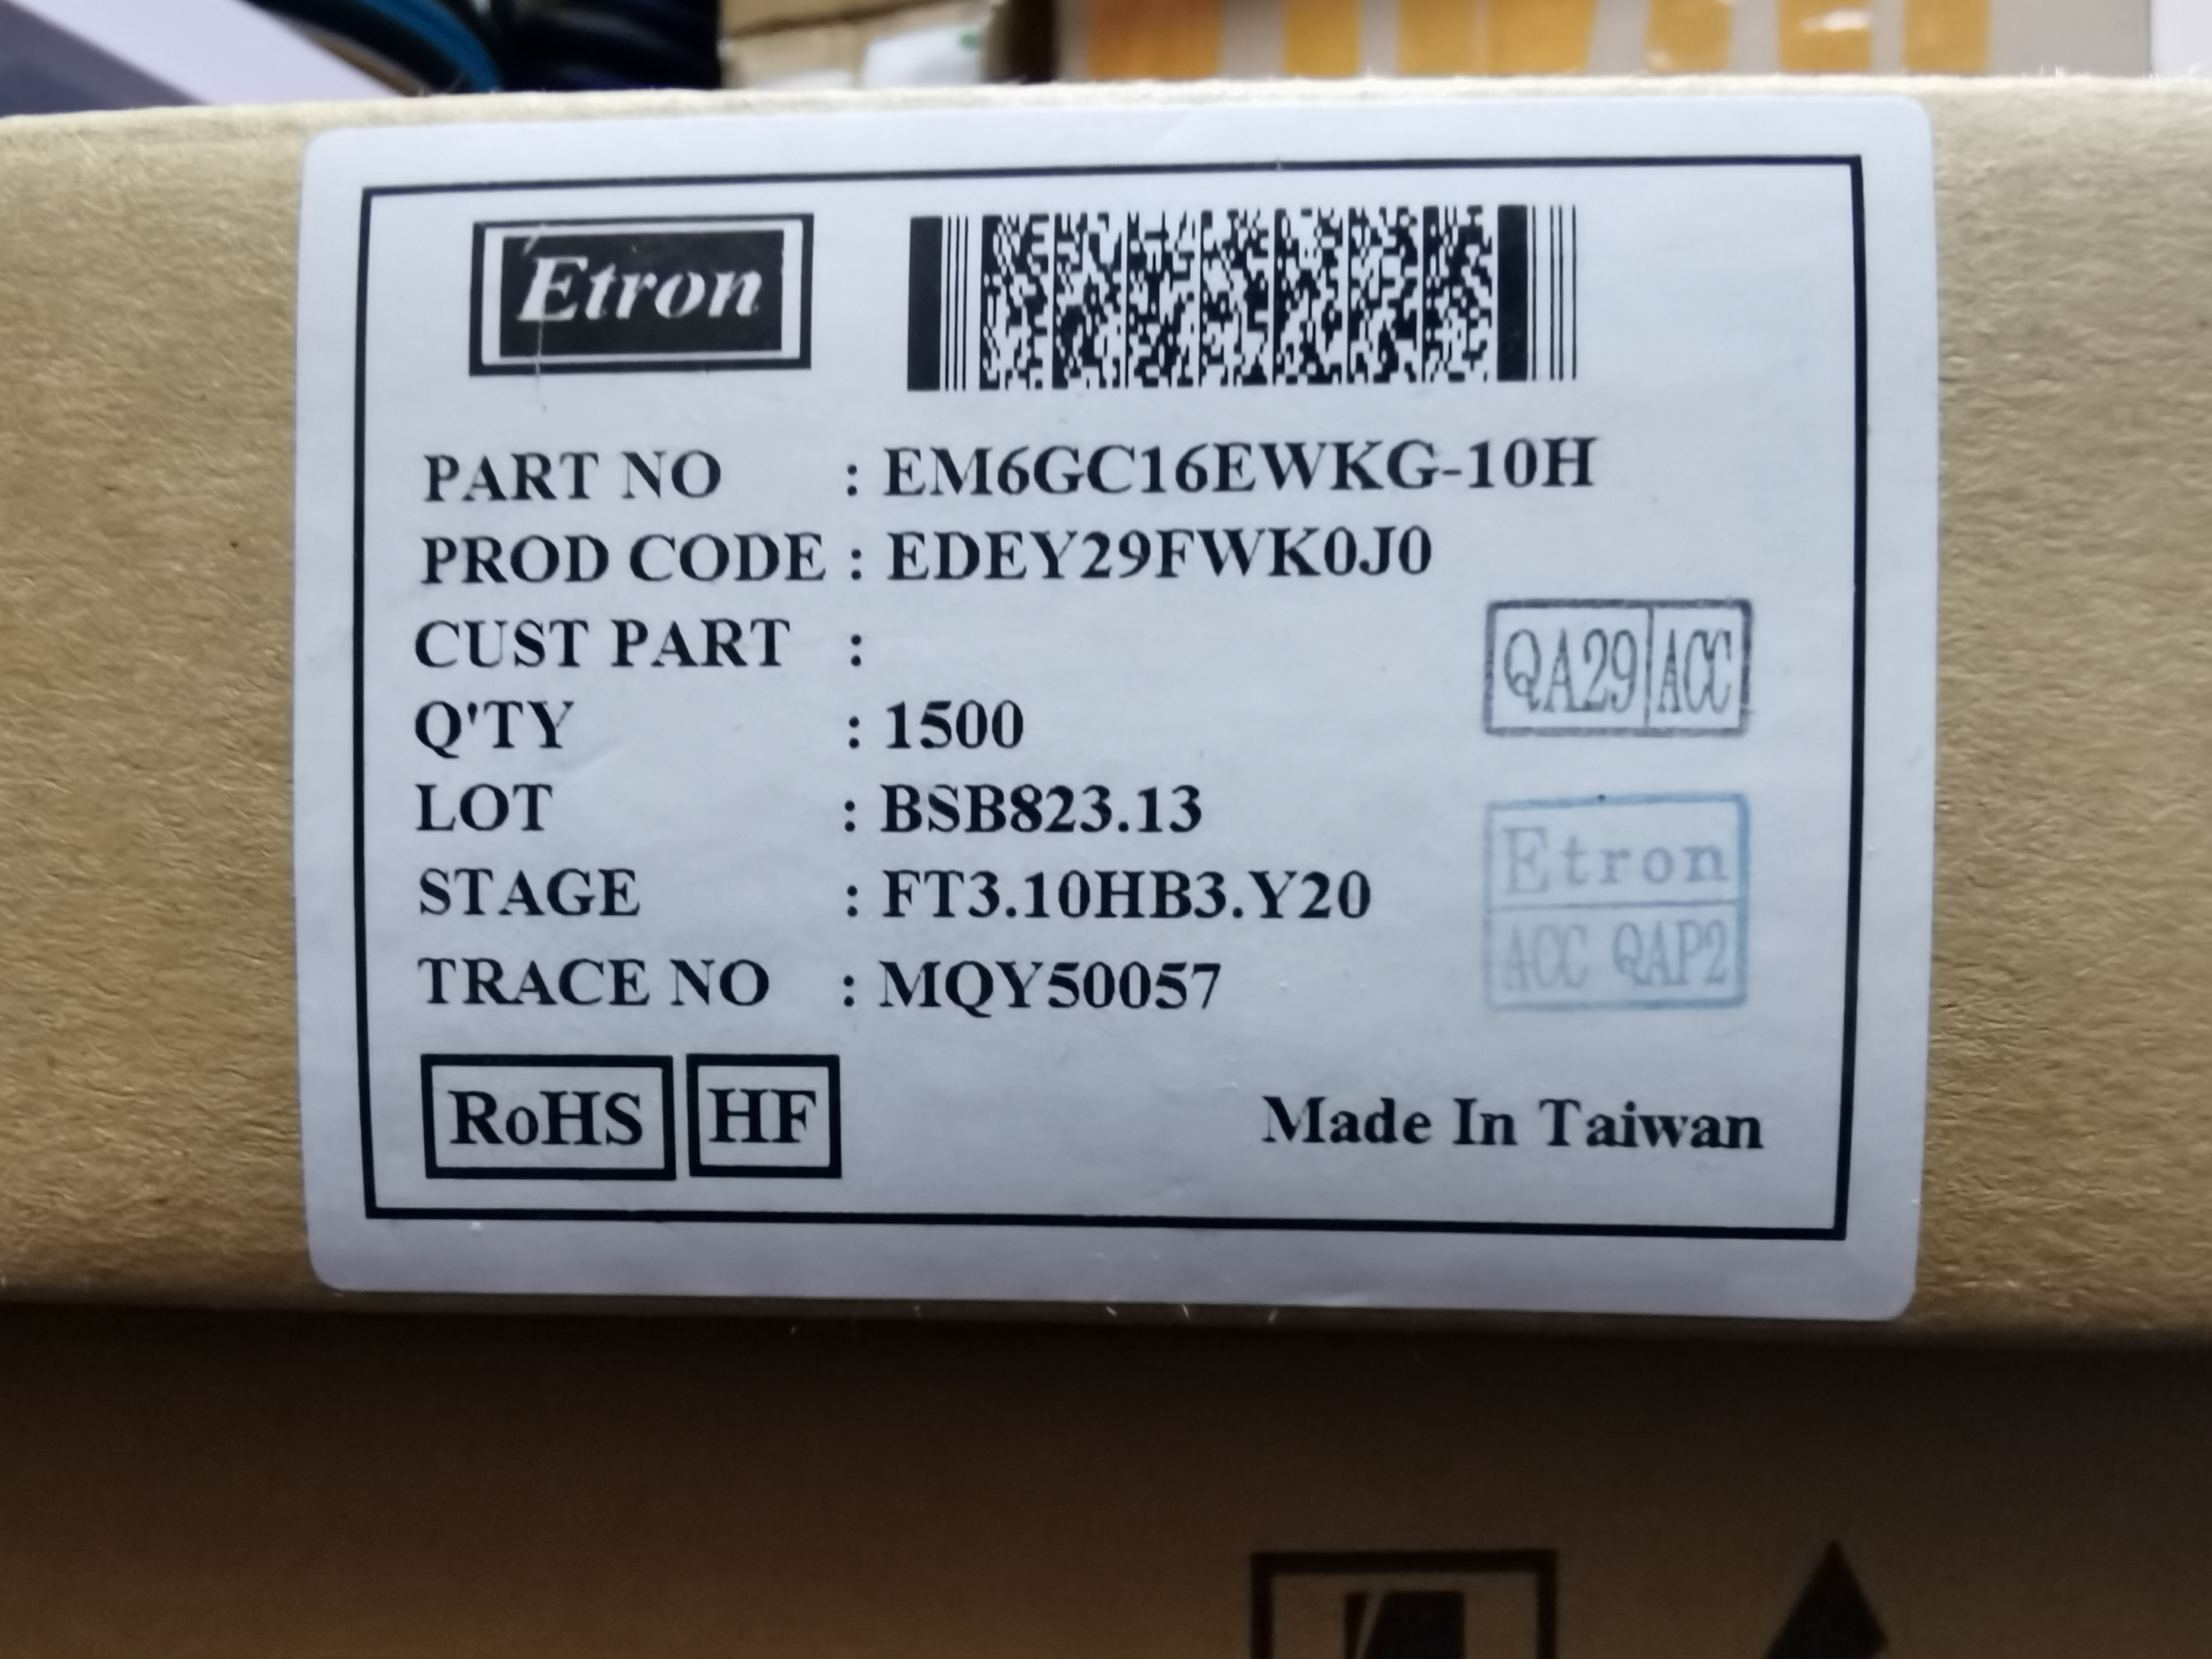 Etron
PART NO : EM6GC16EWKG-10H
PROD CODE : EDEY29FWK0J0
CUST PART :
QA29 ACC
Q'TY : 1500
LOT : BSB823.13
Etron
STAGE : FT3.10HB3.Y20
ACC QAP2
TRACE NO : MQY50057
RoHS HF
Made In Taiwan